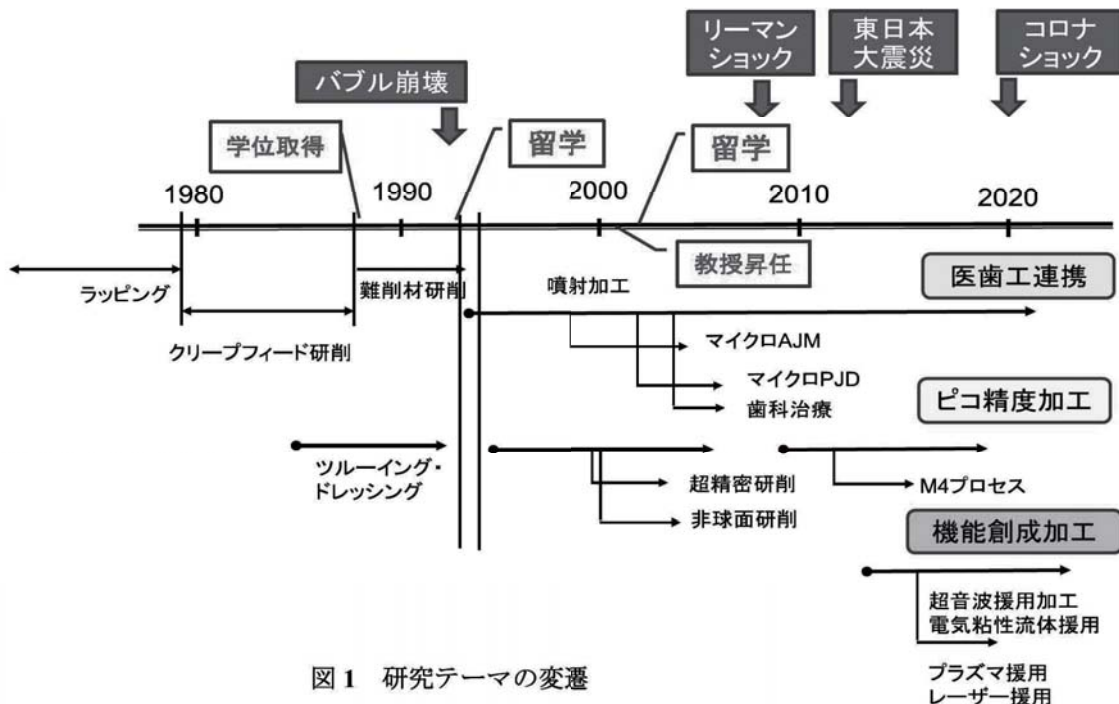 リーマン
ショック
東日本
大震災
コロナ
ショック
バブル崩壊
学位取得
留学
留学
1980
1990
2000
2010
2020
教授昇任
医歯工連携
ラッピング
難削材研削
噴射加工
クリープフィード研削
マイクロAJM
マイクロPJD
歯科治療
ピコ精度加工
ツルーイング・
ドレッシング
超精密研削
非球面研削
M4プロセス
機能創成加工
超音波援用加工
電気粘性流体援用
プラズマ援用
レーザー援用
図1 研究テーマの変遷